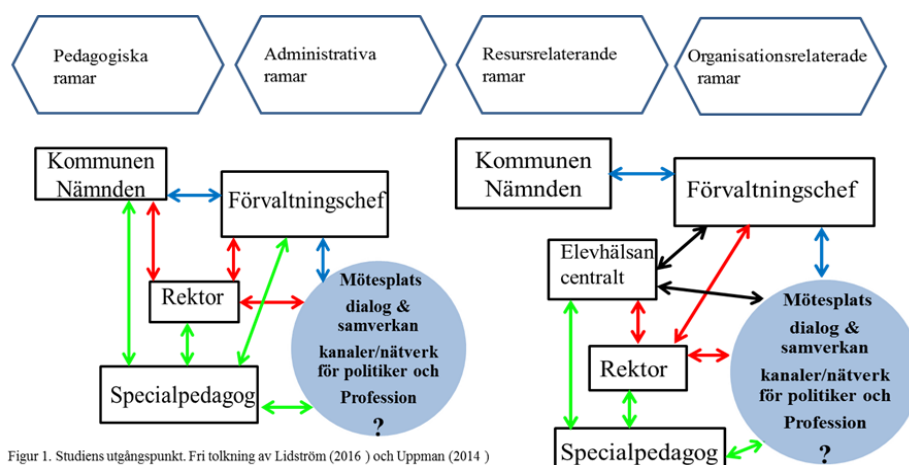 Pedagogiska
ramar
Administrativa
ramar
Resursrelaterande
ramar
Organisationsrelaterade
ramar
Kommunen
Nämnden
Förvaltningschef
Rektor
Specialpedagog
Mötesplats
dialog &
samverkan
kanaler/nätverk
för politiker och
Profession
?
Kommunen
Nämnden
Förvaltningschef
Elevhälsan
centralt
Rektor
Specialpedagog
Mötesplats
dialog &
samverkan
kanaler/nätverk
för politiker och
Profession
?
Figur 1. Studiens utgångspunkt. Fri tolkning av Lidström (2016 ) och Uppman (2014 )